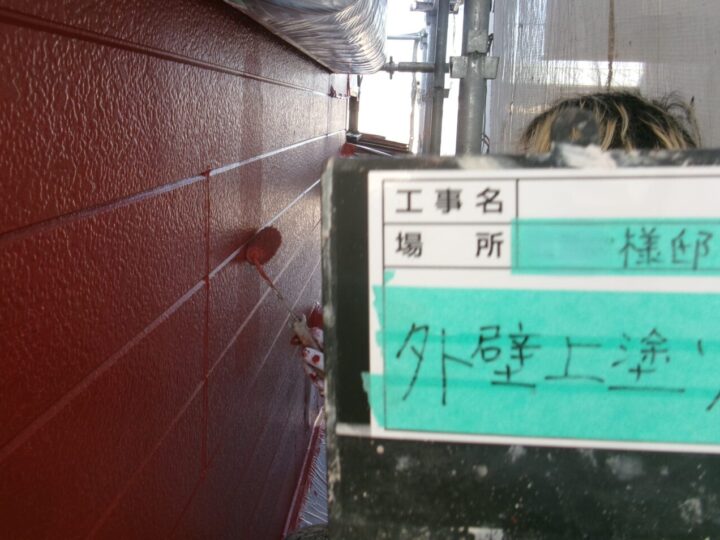 工事名
場所 様邸
外壁上塗り